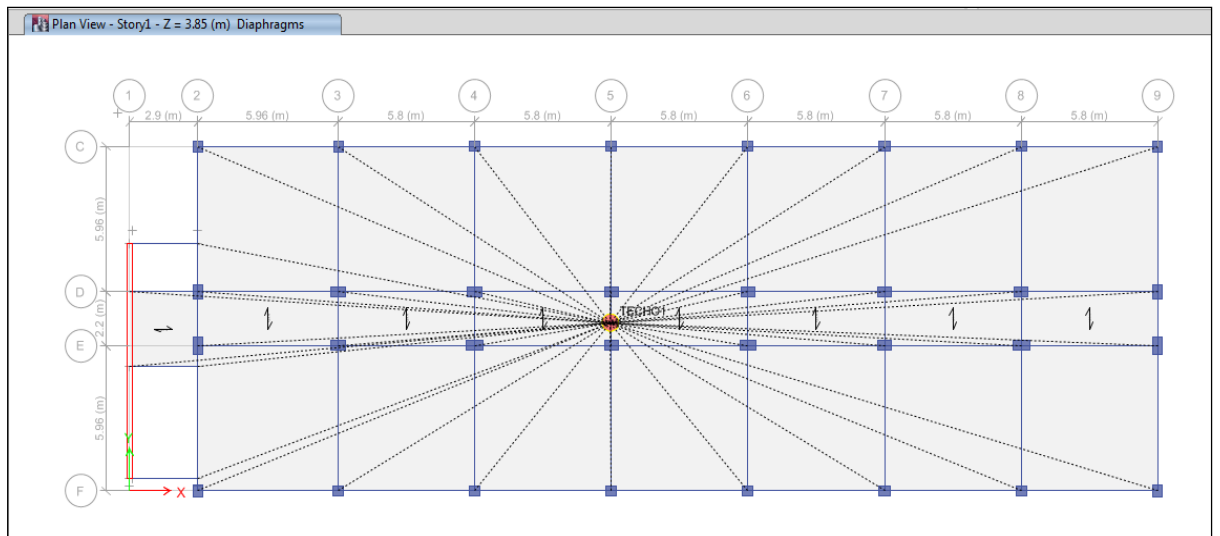 Plan View - Story1 - Z = 3.85 (m) Diaphragms
1 2 3 4 5 6 7 8 9
2.9 (m) 5.96 (m) 5.8 (m) 5.8 (m) 5.8 (m) 5.8 (m) 5.8 (m) 5.8 (m)
C
5.96 (m)
D
2.2 (m)
TECHO1
E
5.96 (m)
Y
F
X